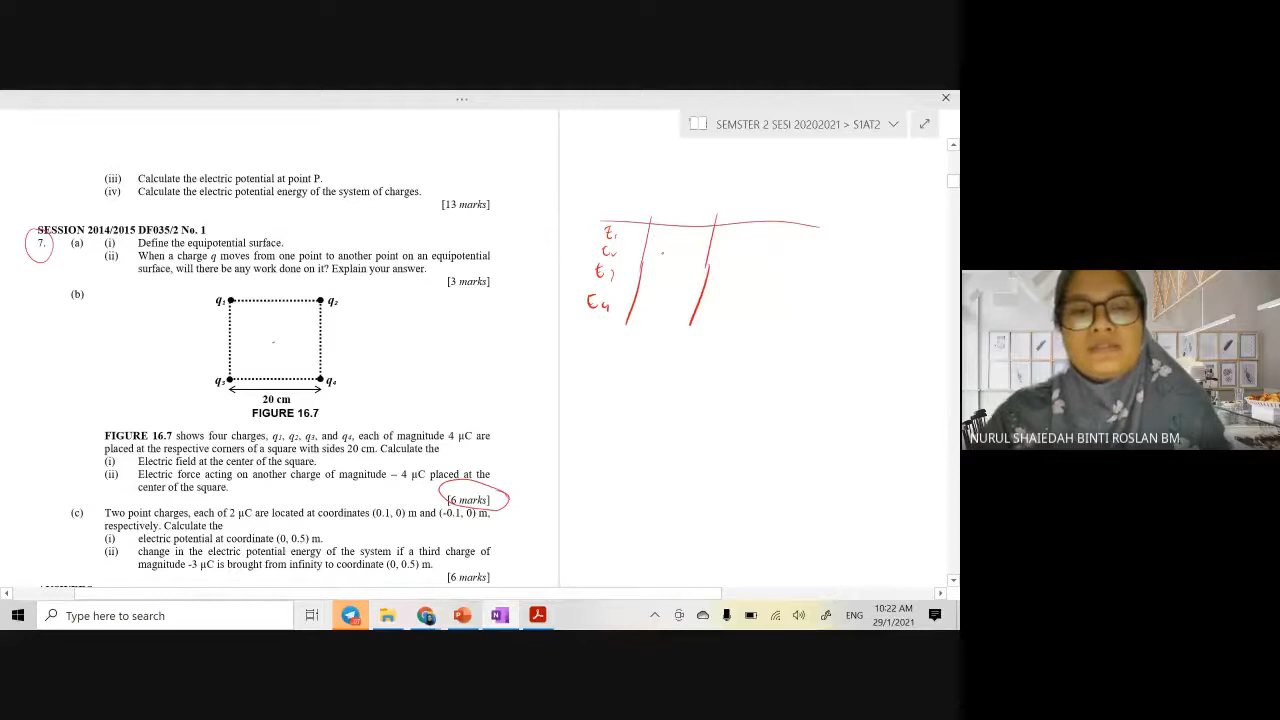 SEMSTER 2 SESI 20202021 > S1AT2
(iii) Calculate the electric potential at point P.
(iv) Calculate the electric potential energy of the system of charges.
[13 marks]
SESSION 2014/2015 DF035/2 No. 1
7. (a) (i) Define the equipotential surface.
(ii) When a charge q moves from one point to another point on an equipotential
surface, will there be any work done on it? Explain your answer.
[3 marks]
(b)
q₁ q₂
q₃ q₄
20 cm
FIGURE 16.7
FIGURE 16.7 shows four charges, q₁, q₂, q₃, and q₄, each of magnitude 4 µC are
placed at the respective corners of a square with sides 20 cm. Calculate the
(i) Electric field at the center of the square.
(ii) Electric force acting on another charge of magnitude – 4 µC placed at the
center of the square.
[6 marks]
(c) Two point charges, each of 2 µC are located at coordinates (0.1, 0) m and (-0.1, 0) m,
respectively. Calculate the
(i) electric potential at coordinate (0, 0.5) m.
(ii) change in the electric potential energy of the system if a third charge of
magnitude -3 µC is brought from infinity to coordinate (0, 0.5) m.
[6 marks]
E₁
E₂
E₃
E₄
NURUL SHAIEDAH BINTI ROSLAN BM
Type here to search
ENG
10:22 AM
29/1/2021